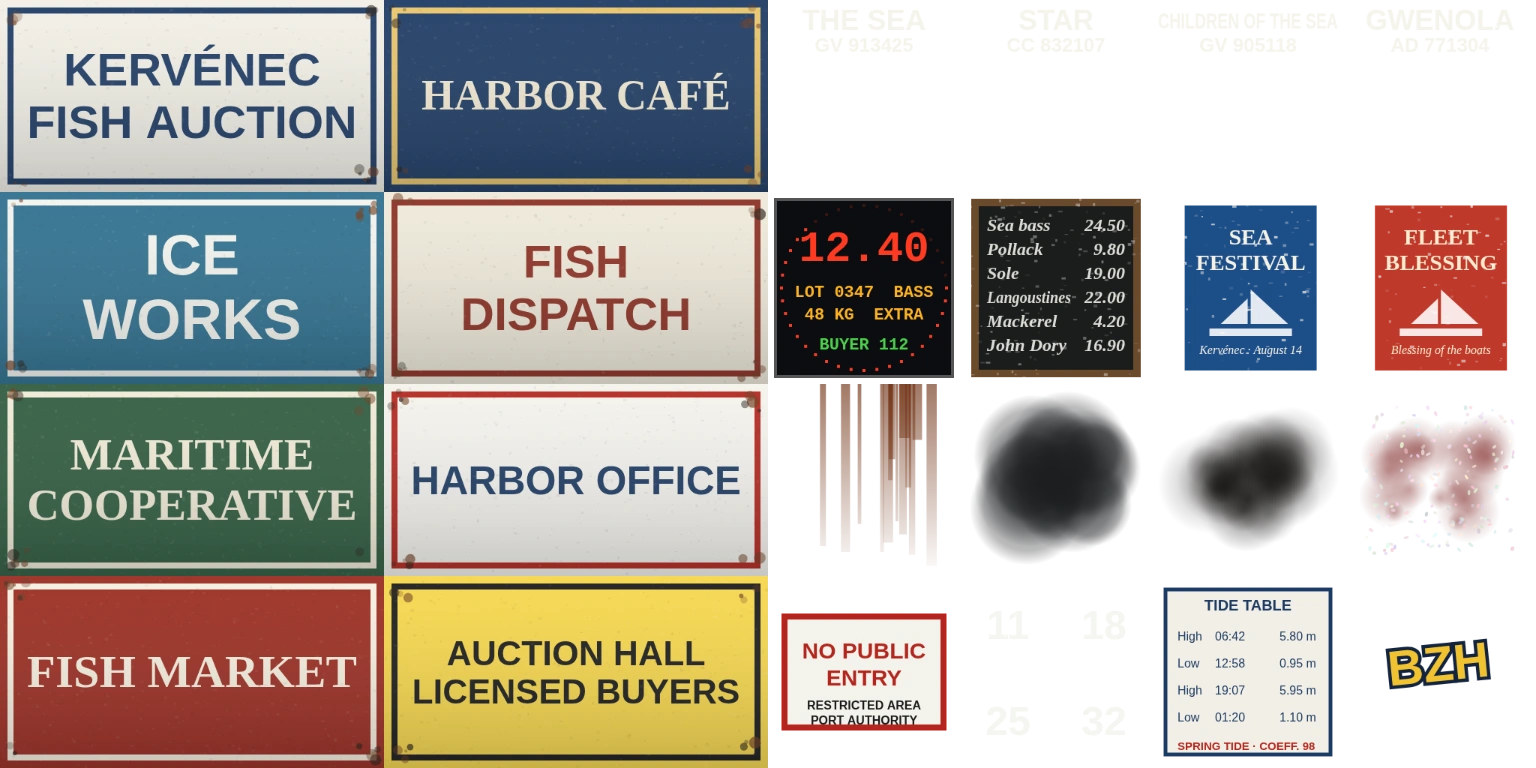 KERVÉNEC
FISH AUCTION
HARBOR CAFÉ
THE SEA
GV 913425
STAR
CC 832107
CHILDREN OF THE SEA
GV 905118
GWENOLA
AD 771304
ICE
WORKS
FISH
DISPATCH
12.40
LOT 0347 BASS
48 KG EXTRA
BUYER 112
Sea bass 24.50
Pollack 9.80
Sole 19.00
Langoustines 22.00
Mackerel 4.20
John Dory 16.90
SEA
FESTIVAL
Kervénec · August 14
FLEET
BLESSING
Blessing of the boats
MARITIME
COOPERATIVE
HARBOR OFFICE
FISH MARKET
AUCTION HALL
LICENSED BUYERS
NO PUBLIC
ENTRY
RESTRICTED AREA
PORT AUTHORITY
11 18
25 32
TIDE TABLE
High 06:42 5.80 m
Low 12:58 0.95 m
High 19:07 5.95 m
Low 01:20 1.10 m
SPRING TIDE · COEFF. 98
BZH